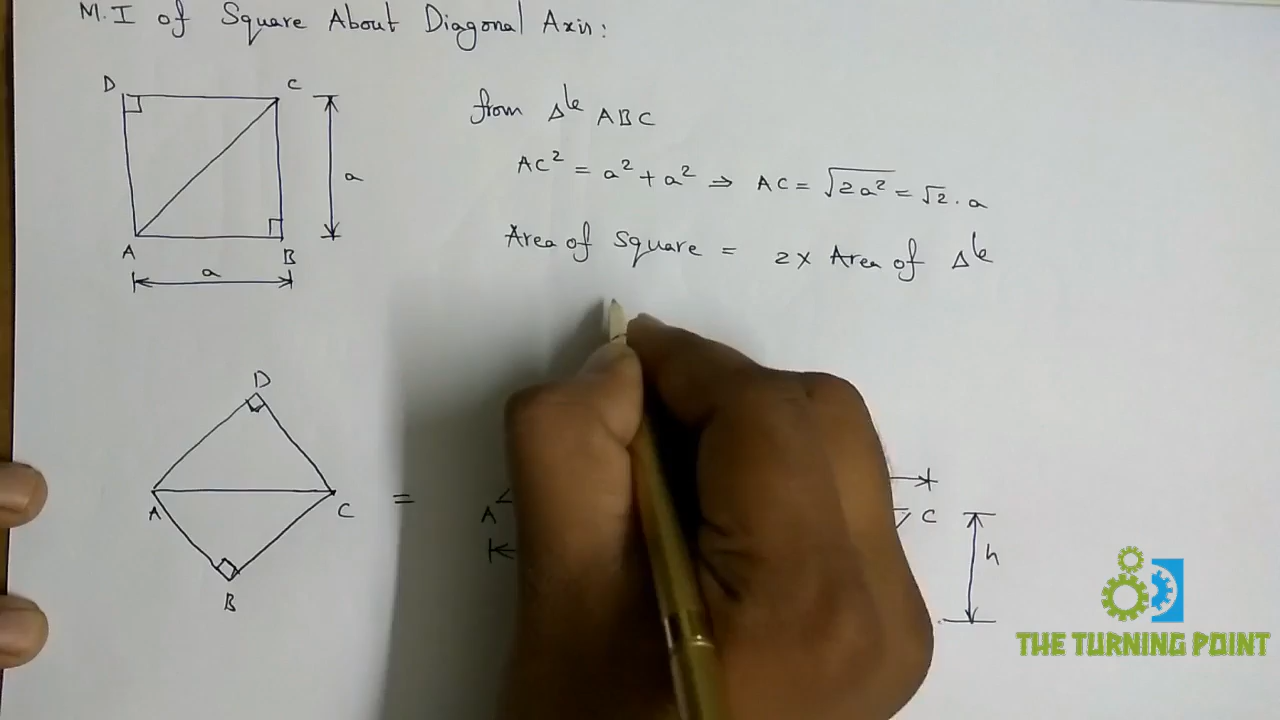 M.I of Square About Diagonal Axis:
D C
a
A B
a
from Δle ABC
AC² = a² + a² ⇒ AC = √2a² = √2 . a
Area of Square = 2 × Area of Δle
D
A C
B
=
A C
h
THE TURNING POINT